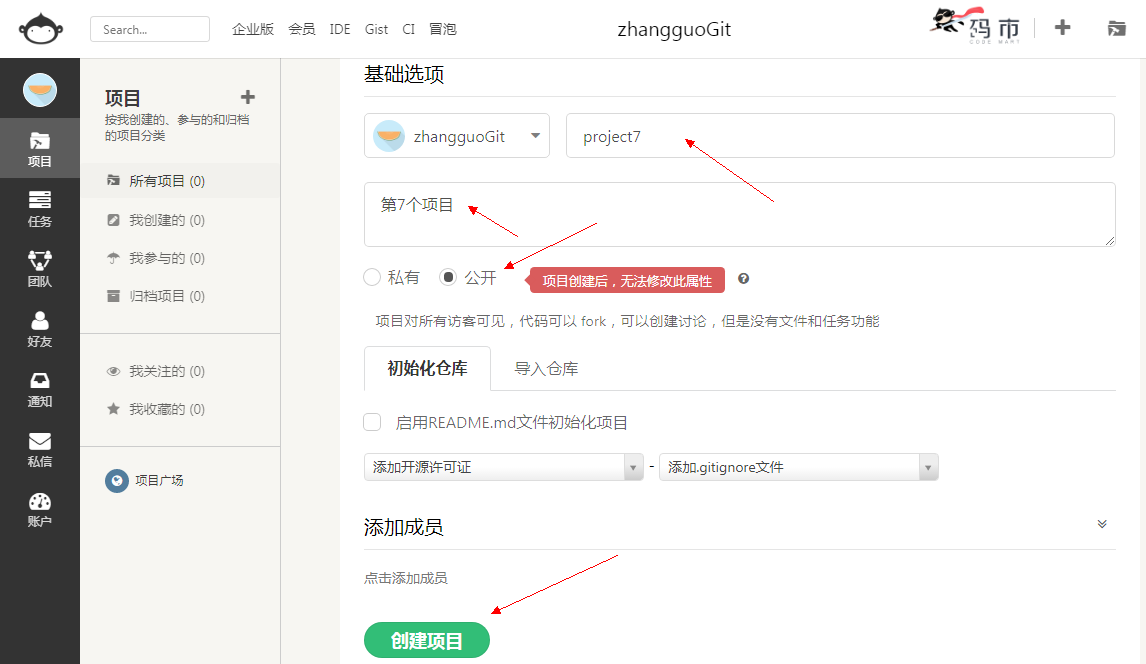 Search...
企业版 会员 IDE Gist CI 冒泡
zhangguoGit
码市
CODE MART
项目
任务
团队
好友
通知
私信
账户
项目
按我创建的、参与的和归档
的项目分类
所有项目 (0)
我创建的 (0)
我参与的 (0)
归档项目 (0)
我关注的 (0)
我收藏的 (0)
项目广场
基础选项
zhangguoGit
project7
第7个项目
私有 公开 项目创建后，无法修改此属性
项目对所有访客可见，代码可以 fork，可以创建讨论，但是没有文件和任务功能
初始化仓库 导入仓库
启用README.md文件初始化项目
添加开源许可证 - 添加.gitignore文件
添加成员
点击添加成员
创建项目